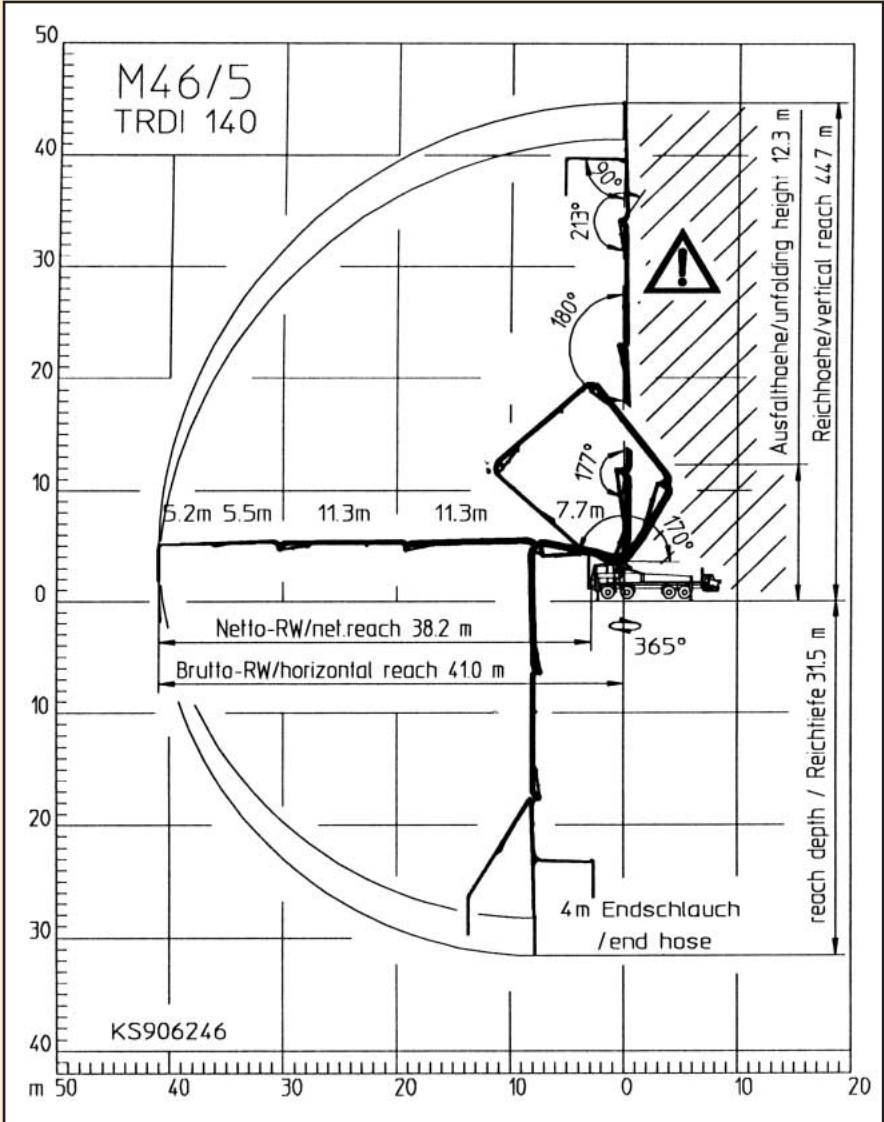 50
M46/5
TRDI 140
40
30
20
10
0
10
20
30
40
90°
213°
180°
177°
170°
Ausfalthoehe/unfolding height 12.3 m
Reichhoehe/vertical reach 44.7 m
5.2m 5.5m 11.3m 11.3m 7.7m
Netto-RW/net.reach 38.2 m
365°
Brutto-RW/horizontal reach 41.0 m
reach depth / Reichtiefe 31.5 m
4m Endschlauch
/end hose
KS906246
m 50 40 30 20 10 0 10 20